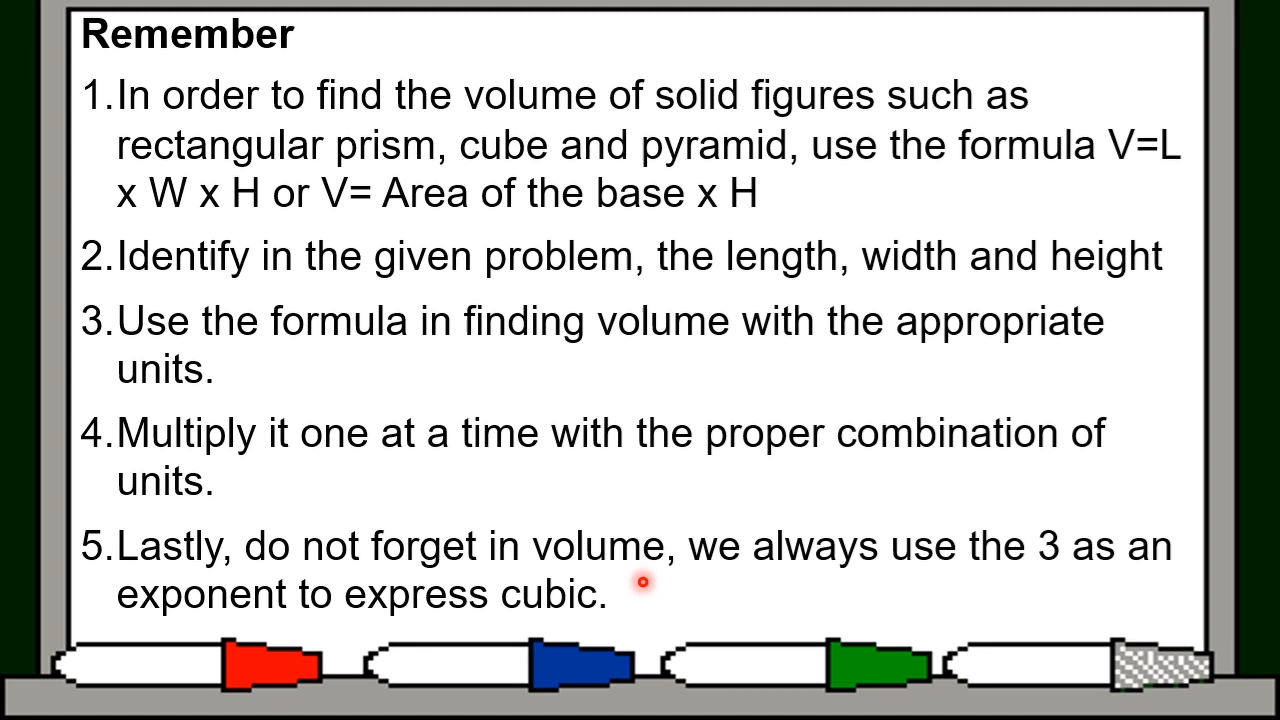 Remember
1.In order to find the volume of solid figures such as
rectangular prism, cube and pyramid, use the formula V=L
x W x H or V= Area of the base x H
2.Identify in the given problem, the length, width and height
3.Use the formula in finding volume with the appropriate
units.
4.Multiply it one at a time with the proper combination of
units.
5.Lastly, do not forget in volume, we always use the 3 as an
exponent to express cubic.